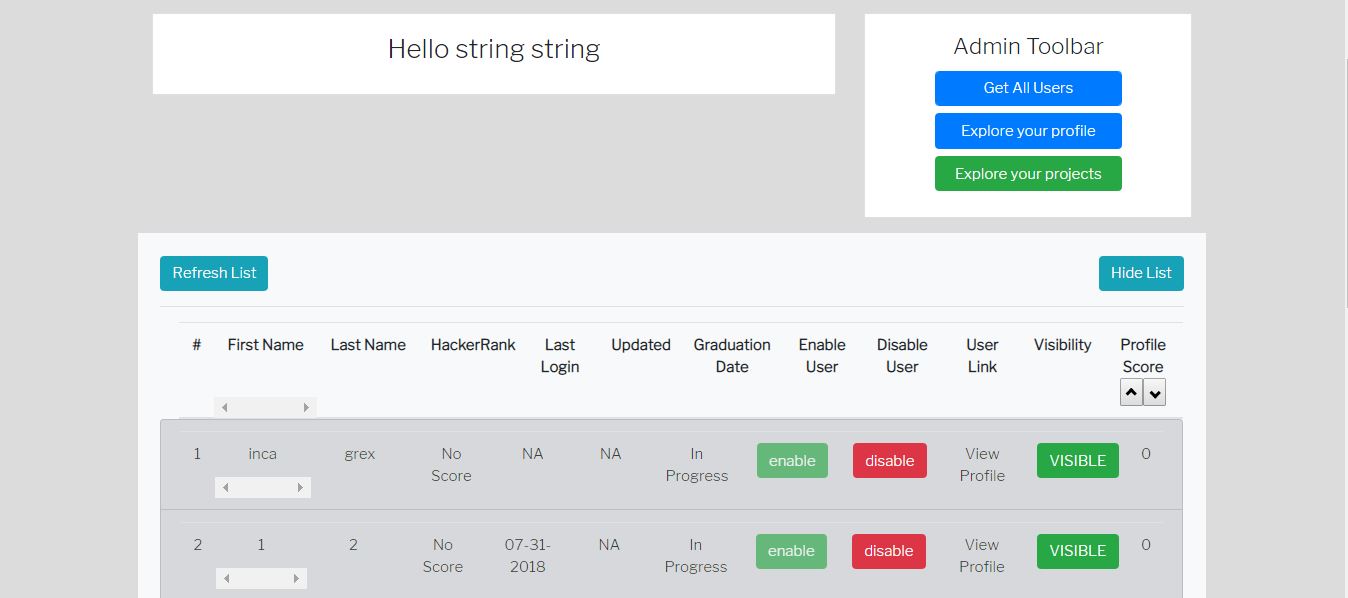 Hello string string
Admin Toolbar
Get All Users
Explore your profile
Explore your projects
Refresh List
Hide List
# First Name Last Name HackerRank Last Updated Graduation Enable Disable User Visibility Profile
Login Date User User Link Score
1 inca grex No NA NA In enable disable View VISIBLE 0
Score Progress Profile
2 1 2 No 07-31- NA In enable disable View VISIBLE 0
Score 2018 Progress Profile